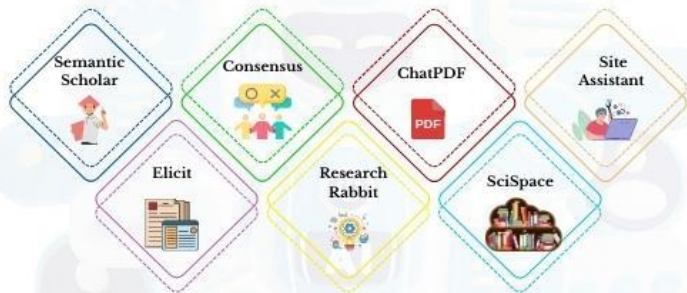 Semantic
Scholar
Consensus
ChatPDF
Site
Assistant
PDF
Elicit
Research
Rabbit
SciSpace